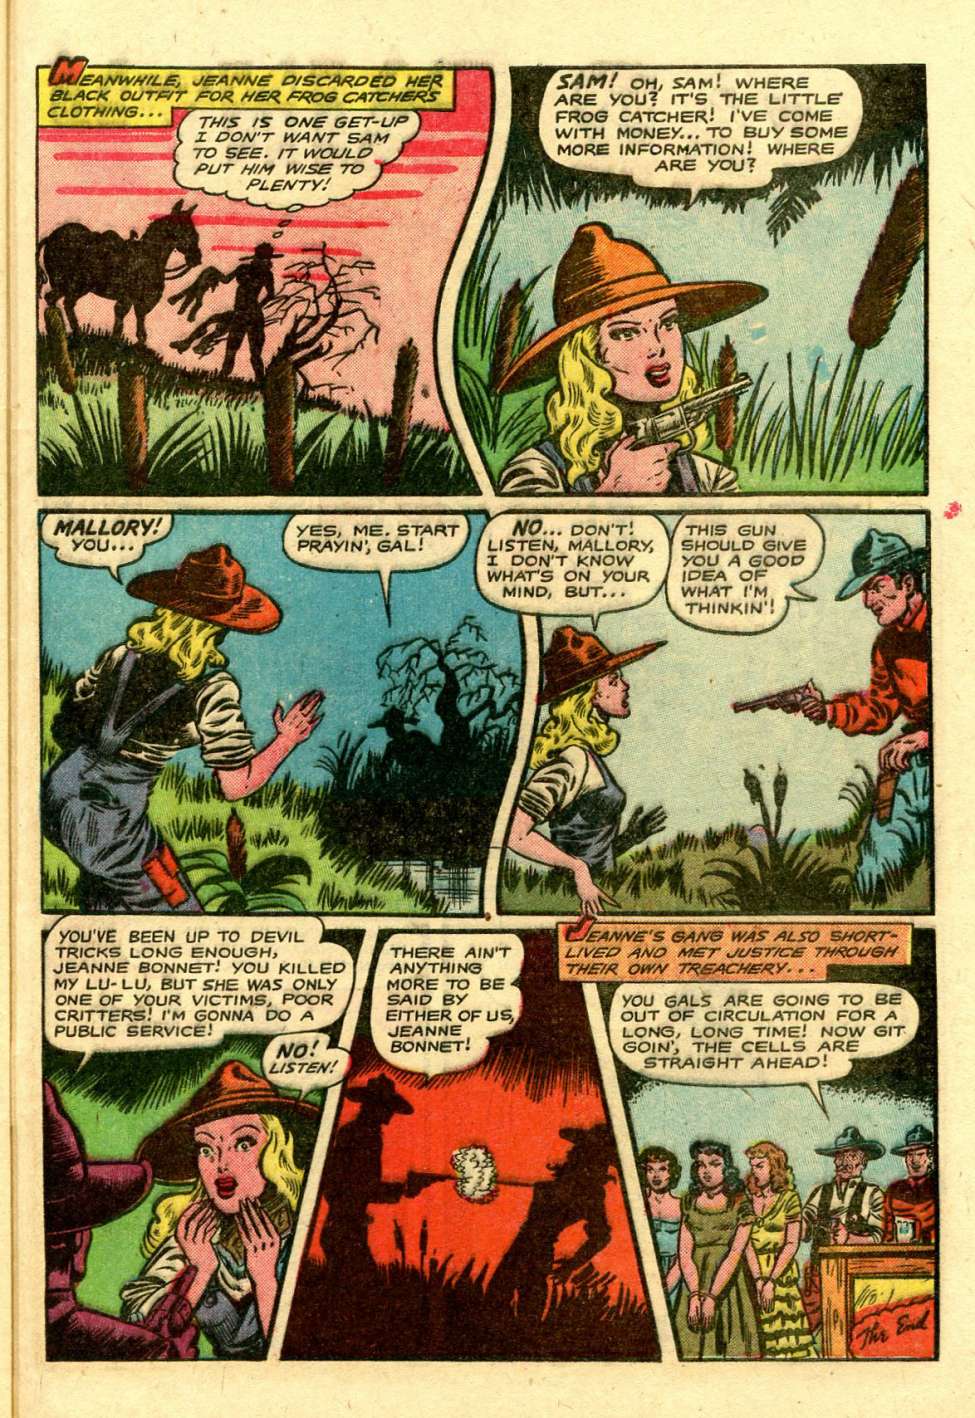 MEANWHILE, JEANNE DISCARDED HER
BLACK OUTFIT FOR HER FROG CATCHER'S
CLOTHING...
THIS IS ONE GET-UP
I DON'T WANT SAM
TO SEE. IT WOULD
PUT HIM WISE TO
PLENTY!
SAM! OH, SAM! WHERE
ARE YOU? IT'S THE LITTLE
FROG CATCHER! I'VE COME
WITH MONEY... TO BUY SOME
MORE INFORMATION! WHERE
ARE YOU?
MALLORY!
YOU...
YES, ME. START
PRAYIN', GAL!
NO... DON'T!
LISTEN, MALLORY,
I DON'T KNOW
WHAT'S ON YOUR
MIND, BUT...
THIS GUN
SHOULD GIVE
YOU A GOOD
IDEA OF
WHAT I'M
THINKIN'!
YOU'VE BEEN UP TO DEVIL
TRICKS LONG ENOUGH,
JEANNE BONNET! YOU KILLED
MY LU-LU, BUT SHE WAS ONLY
ONE OF YOUR VICTIMS, POOR
CRITTERS! I'M GONNA DO A
PUBLIC SERVICE!
NO!
LISTEN!
THERE AIN'T
ANYTHING
MORE TO BE
SAID BY
EITHER OF US,
JEANNE
BONNET!
JEANNE'S GANG WAS ALSO SHORT-
LIVED AND MET JUSTICE THROUGH
THEIR OWN TREACHERY...
YOU GALS ARE GOING TO BE
OUT OF CIRCULATION FOR A
LONG, LONG TIME! NOW GIT
GOIN', THE CELLS ARE
STRAIGHT AHEAD!
The End